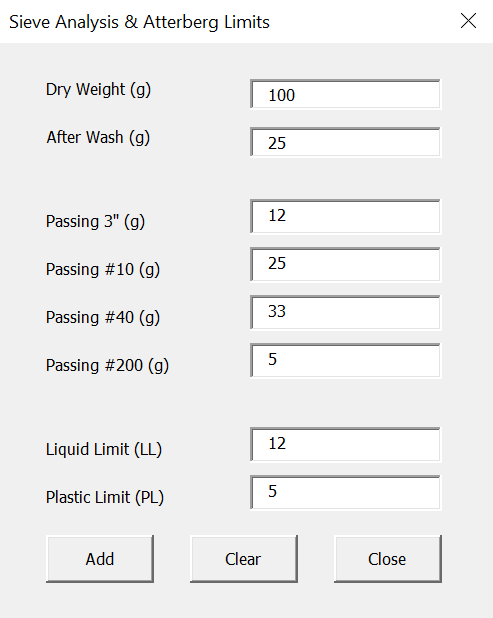 Sieve Analysis & Atterberg Limits
Dry Weight (g) 100
After Wash (g) 25
Passing 3" (g) 12
Passing #10 (g) 25
Passing #40 (g) 33
Passing #200 (g) 5
Liquid Limit (LL) 12
Plastic Limit (PL) 5
Add Clear Close